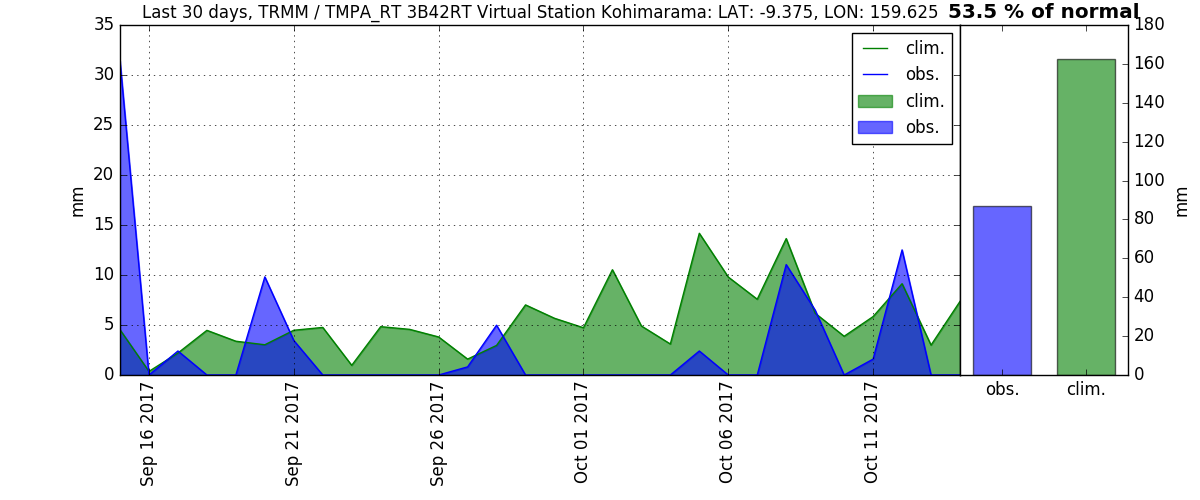 Last 30 days, TRMM / TMPA_RT 3B42RT Virtual Station Kohimarama: LAT: -9.375, LON: 159.625
53.5 % of normal
35
30
25
20
15
10
5
0
mm
clim.
obs.
clim.
obs.
Sep 16 2017
Sep 21 2017
Sep 26 2017
Oct 01 2017
Oct 06 2017
Oct 11 2017
180
160
140
120
100
80
60
40
20
0
mm
obs. clim.